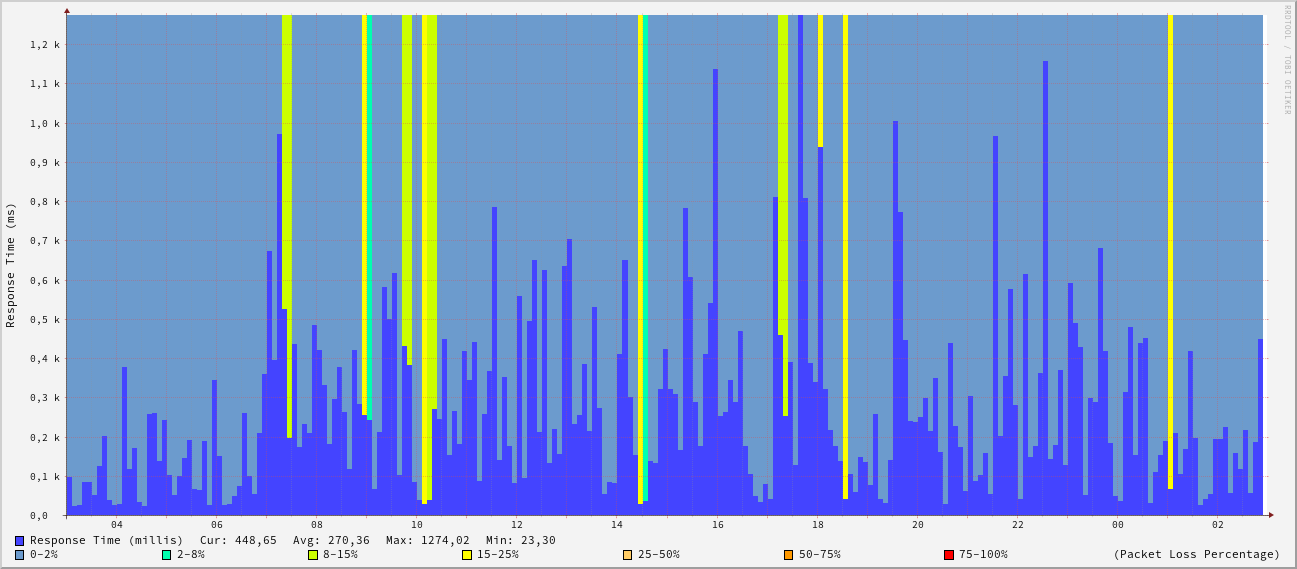 RRDTOOL / TOBI OETIKER
Response Time (ms)
1,2 k
1,1 k
1,0 k
0,9 k
0,8 k
0,7 k
0,6 k
0,5 k
0,4 k
0,3 k
0,2 k
0,1 k
0,0
04 06 08 10 12 14 16 18 20 22 00 02
Response Time (millis) Cur: 448,65 Avg: 270,36 Max: 1274,02 Min: 23,30
0-2% 2-8% 8-15% 15-25% 25-50% 50-75% 75-100% (Packet Loss Percentage)